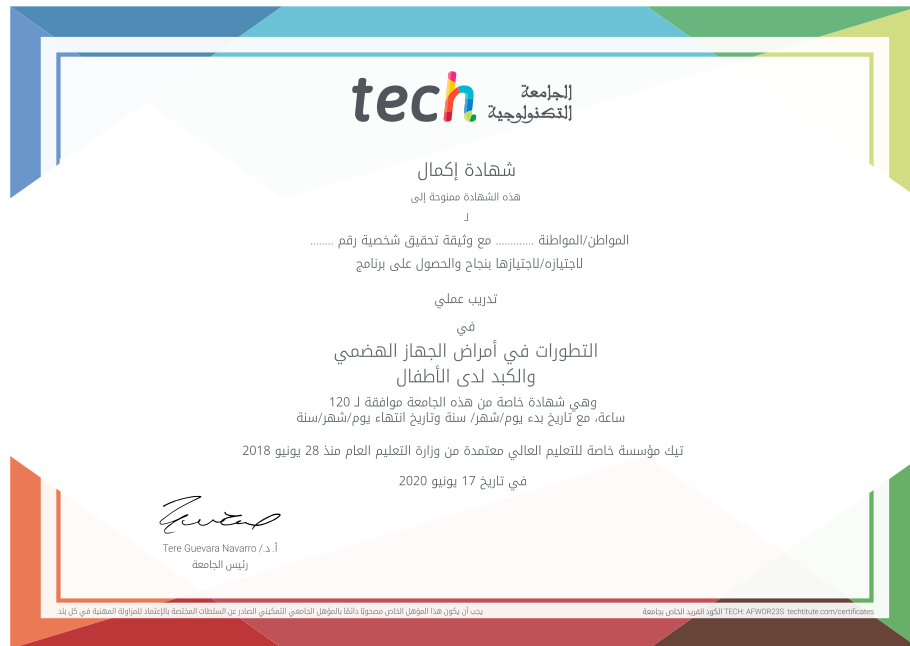 tech
الجامعة
التكنولوجية
شهادة إكمال
هذه الشهادة ممنوحة إلى
لـ
المواطن/المواطنة ............ مع وثيقة تحقيق شخصية رقم ........
لاجتيازه/لاجتيازها بنجاح والحصول على برنامج
تدريب عملي
في
التطورات في أمراض الجهاز الهضمي
والكبد لدى الأطفال
وهي شهادة خاصة من هذه الجامعة موافقة لـ 120
ساعة، مع تاريخ بدء يوم/شهر/ سنة وتاريخ انتهاء يوم/شهر/سنة
تيك مؤسسة خاصة للتعليم العالي معتمدة من وزارة التعليم العام منذ 28 يونيو 2018
في تاريخ 17 يونيو 2020
أ. د./ Tere Guevara Navarro
رئيس الجامعة
يجب أن يكون هذا المؤهل الخاص مصحوبًا دائمًا بالمؤهل الجامعي التمكيني الصادر عن السلطات المختصة بالإعتماد للمزاولة المهنية في كل بلد.
الكود الفريد الخاص بجامعة TECH: AFWOR23S techtitute.com/certificates